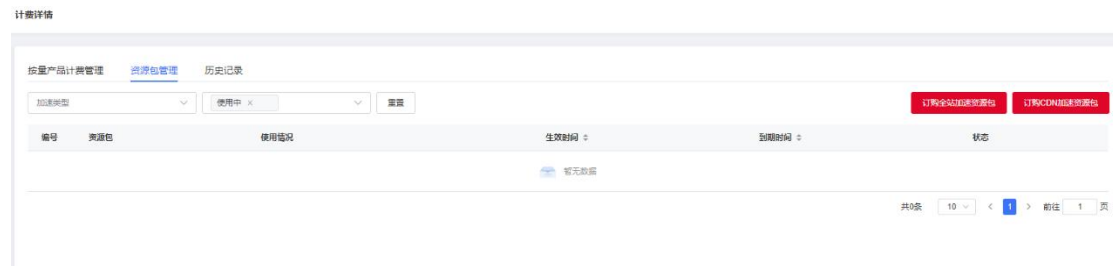 计费详情
按量产品计费管理 资源包管理 历史记录
加速类型 使用中 × 重置 订购全站加速资源包 订购CDN加速资源包
编号 资源包 使用情况 生效时间 到期时间 状态
暂无数据
共0条 10 < 1 > 前往 1 页